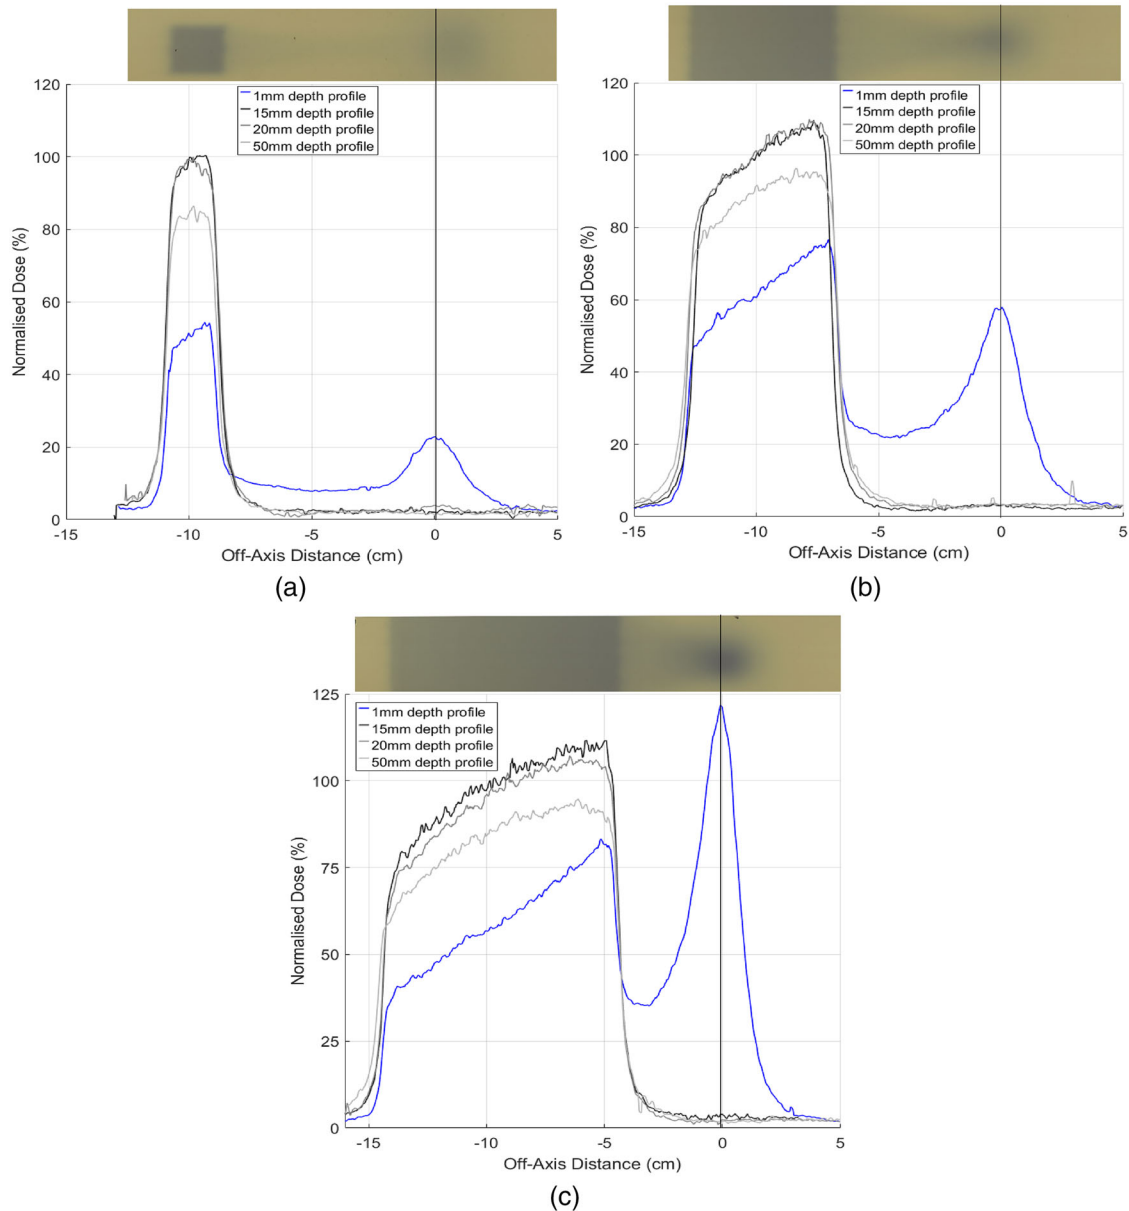 120
100
80
60
40
20
0
Normalised Dose (%)
1mm depth profile
15mm depth profile
20mm depth profile
50mm depth profile
-15
-10
-5
0
5
Off-Axis Distance (cm)
(a)
120
100
80
60
40
20
0
Normalised Dose (%)
1mm depth profile
15mm depth profile
20mm depth profile
50mm depth profile
-15
-10
-5
0
5
Off-Axis Distance (cm)
(b)
125
100
75
50
25
0
Normalised Dose (%)
1mm depth profile
15mm depth profile
20mm depth profile
50mm depth profile
-15
-10
-5
0
5
Off-Axis Distance (cm)
(c)